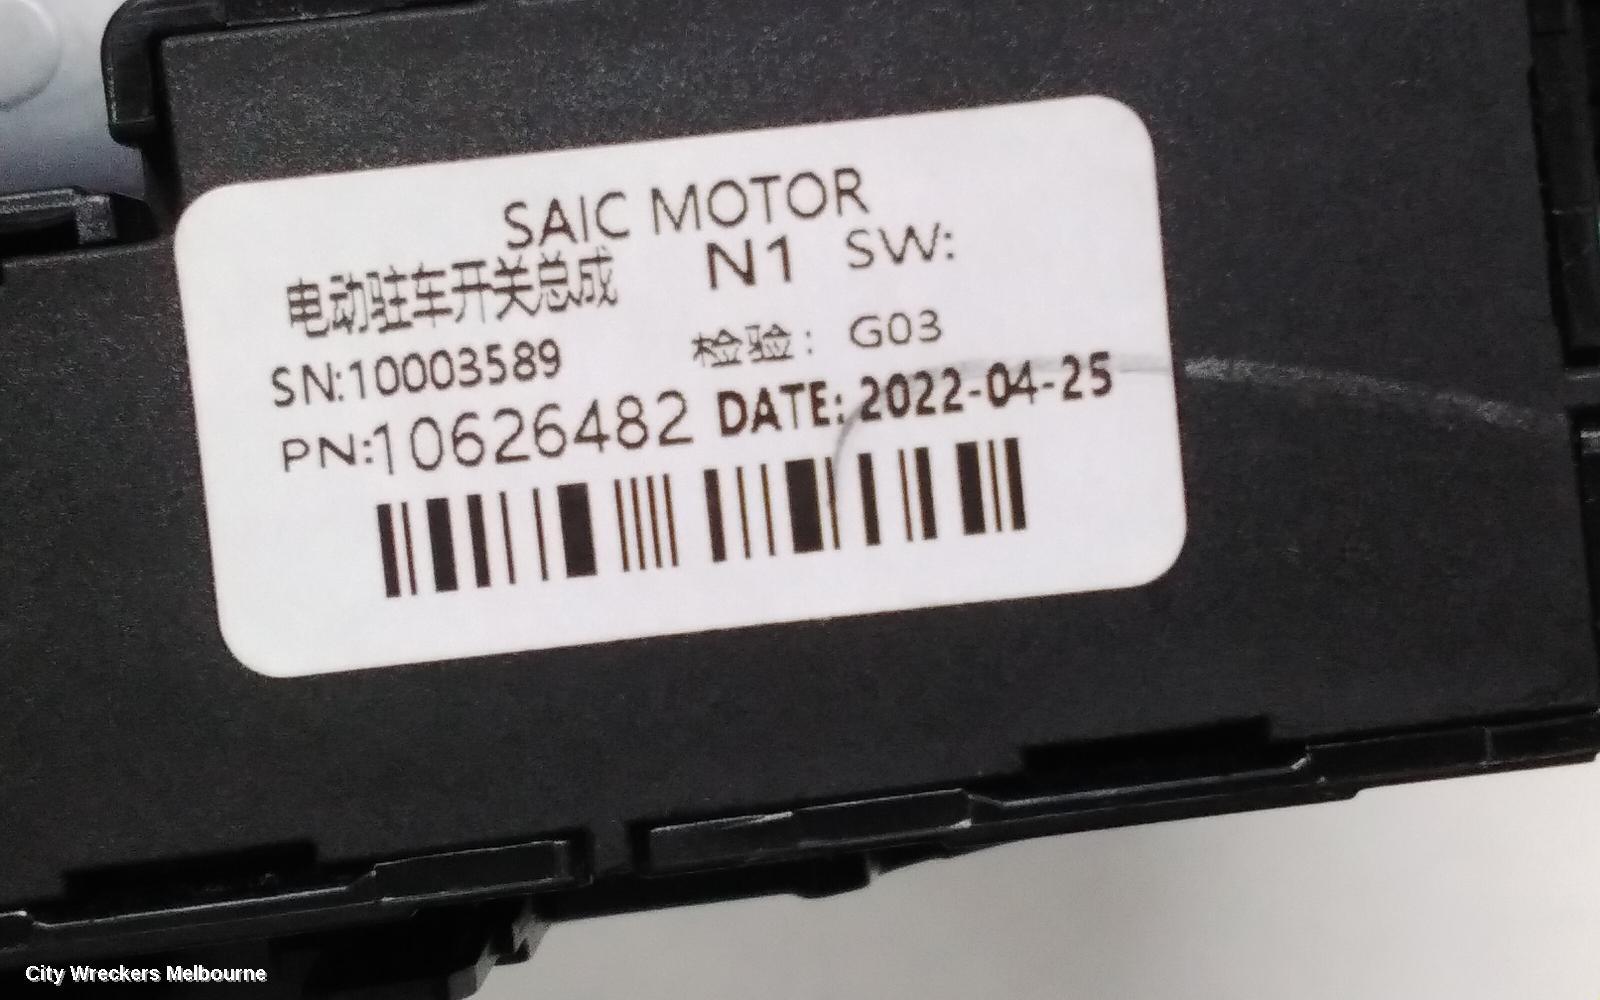 SAIC MOTOR
电动驻车开关总成 N1 SW:
SN:10003589 检验: G03
PN:10626482 DATE: 2022-04-25
City Wreckers Melbourne